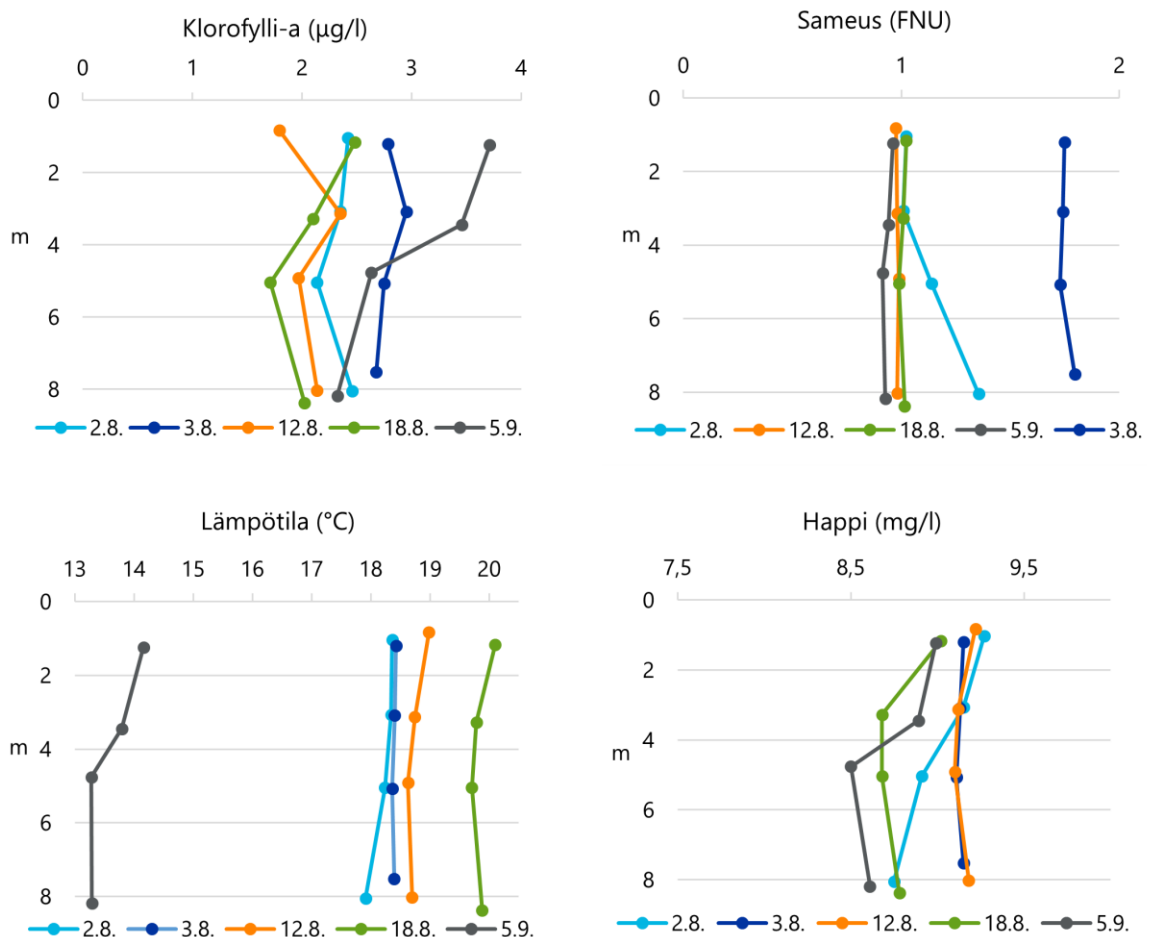 Klorofylli-a (µg/l)
0 1 2 3 4
0
2
m
4
6
8
2.8. 3.8. 12.8. 18.8. 5.9.
Sameus (FNU)
0 1 2
0
2
m
4
6
8
2.8. 12.8. 18.8. 5.9. 3.8.
Lämpötila (°C)
13 14 15 16 17 18 19 20
0
2
m
4
6
8
2.8. 3.8. 12.8. 18.8. 5.9.
Happi (mg/l)
7,5 8,5 9,5
0
2
m
4
6
8
2.8. 3.8. 12.8. 18.8. 5.9.